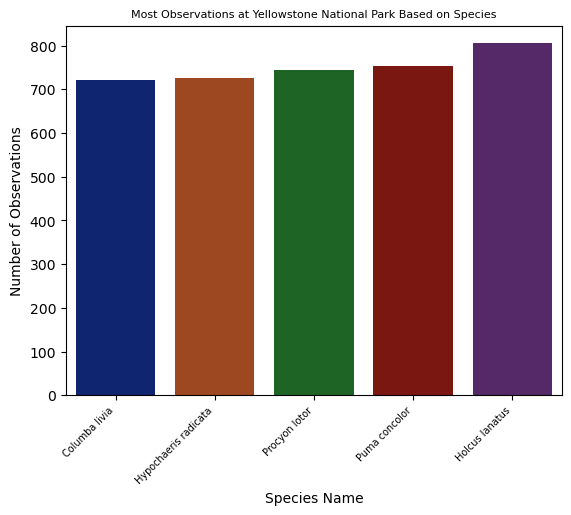 Most Observations at Yellowstone National Park Based on Species
800
700
600
500
400
300
200
100
0
Number of Observations
Columba livia
Hypochaeris radicata
Procyon lotor
Puma concolor
Holcus lanatus
Species Name